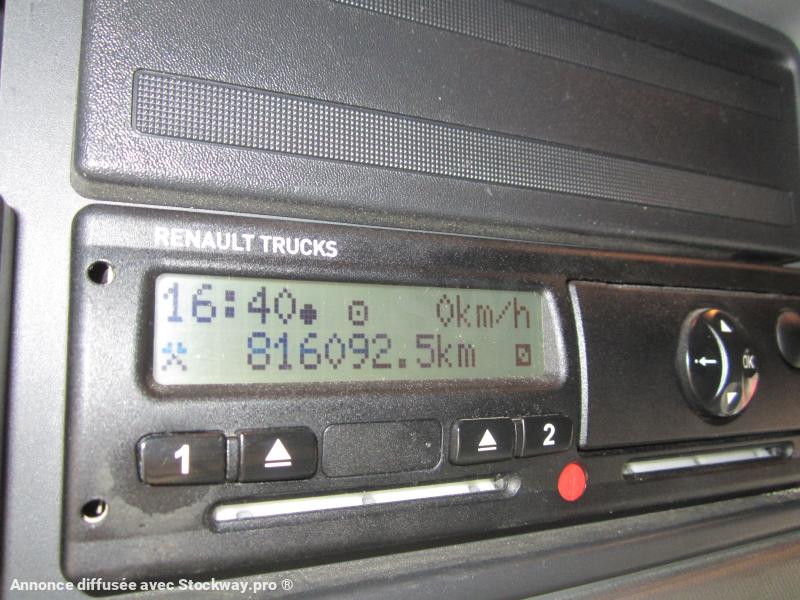 RENAULT TRUCKS
16:40 0km/h
816092.5km
1 2
OK
Annonce diffusée avec Stockway.pro ®